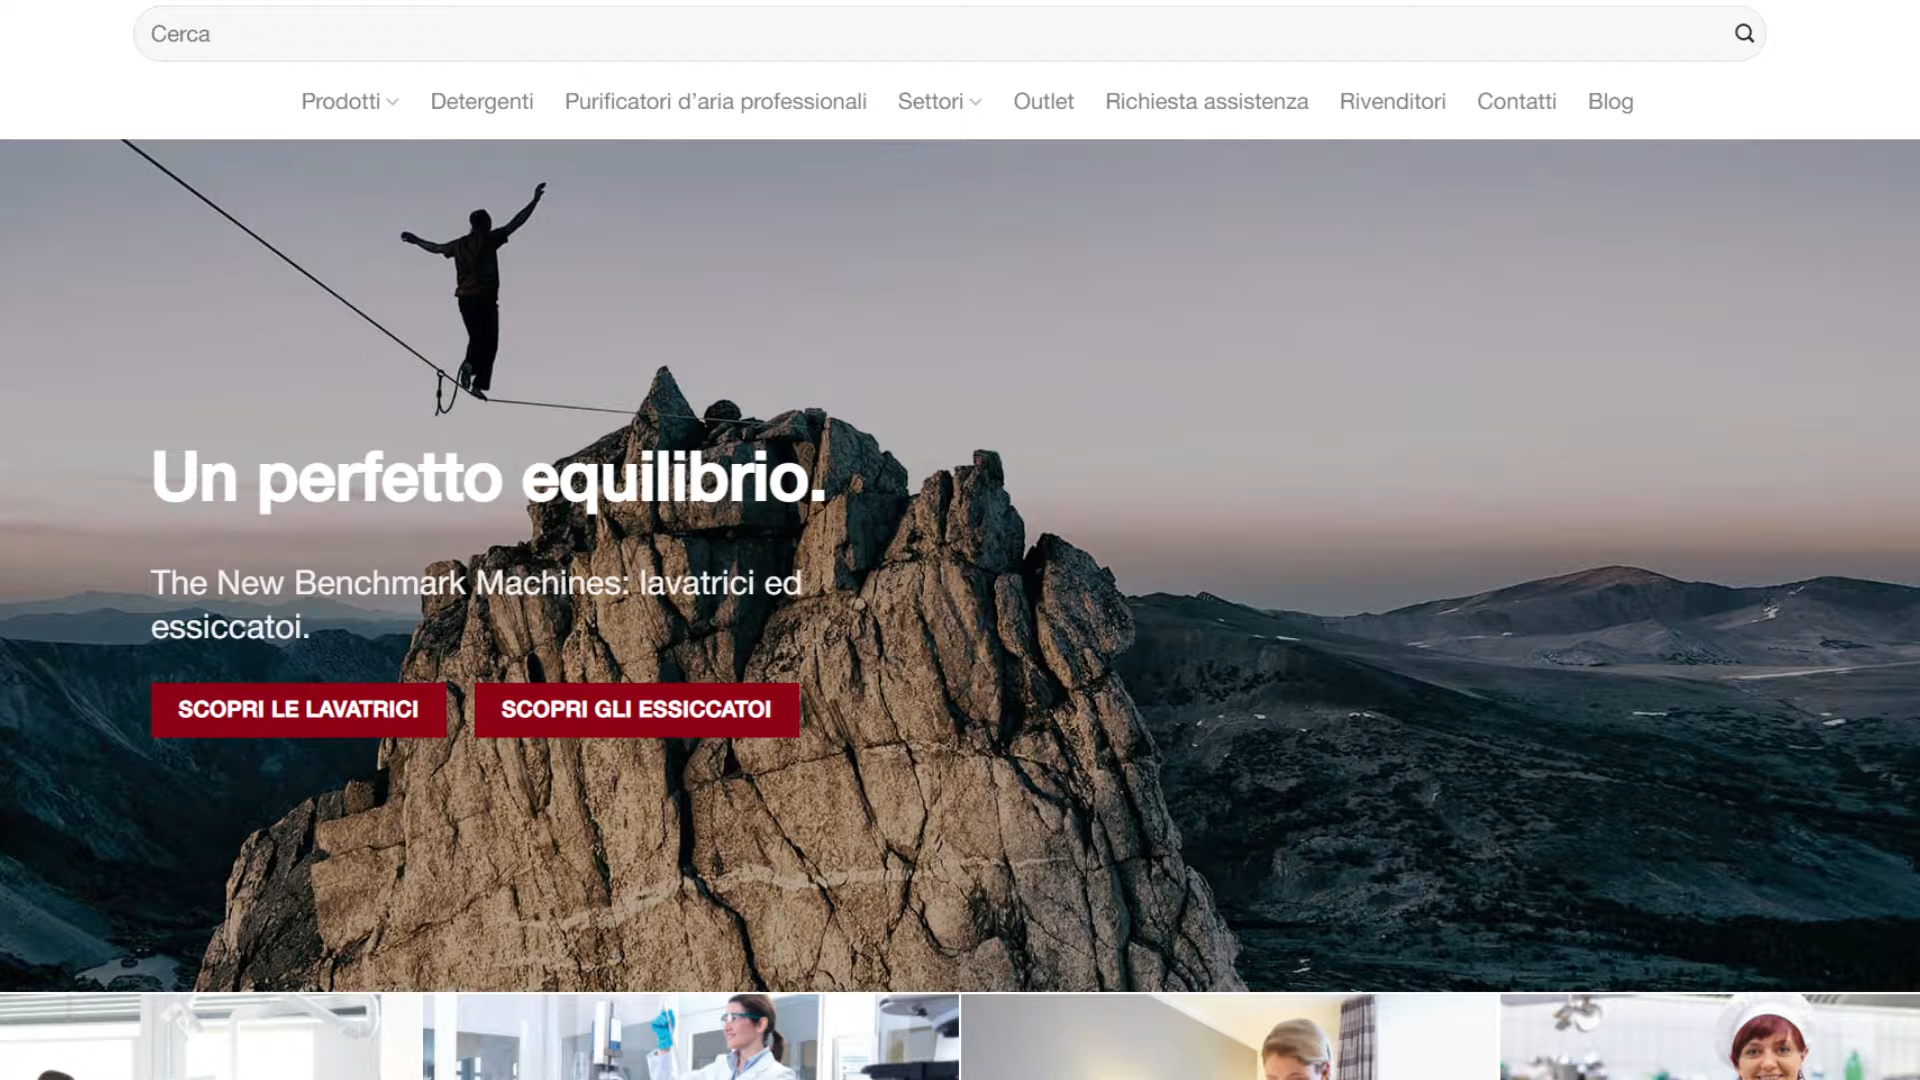 Cerca
Prodotti Detergenti Purificatori d’aria professionali Settori Outlet Richiesta assistenza Rivenditori Contatti Blog
Un perfetto equilibrio.
The New Benchmark Machines: lavatrici ed
essiccatoi.
SCOPRI LE LAVATRICI SCOPRI GLI ESSICCATOI